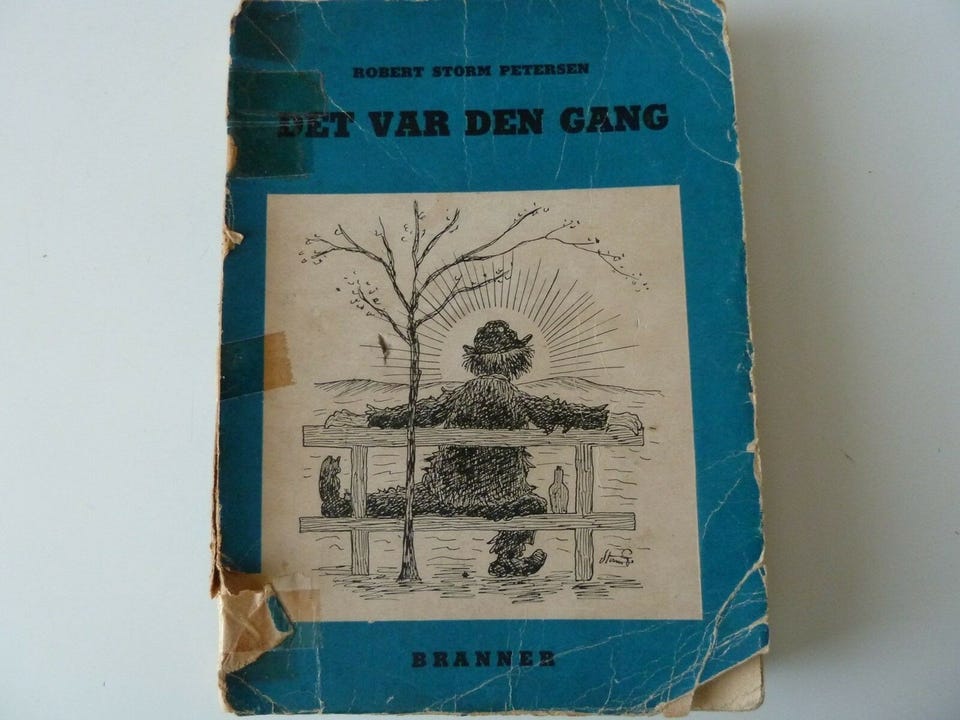 ROBERT STORM PETERSEN
DET VAR DEN GANG
BRANNER